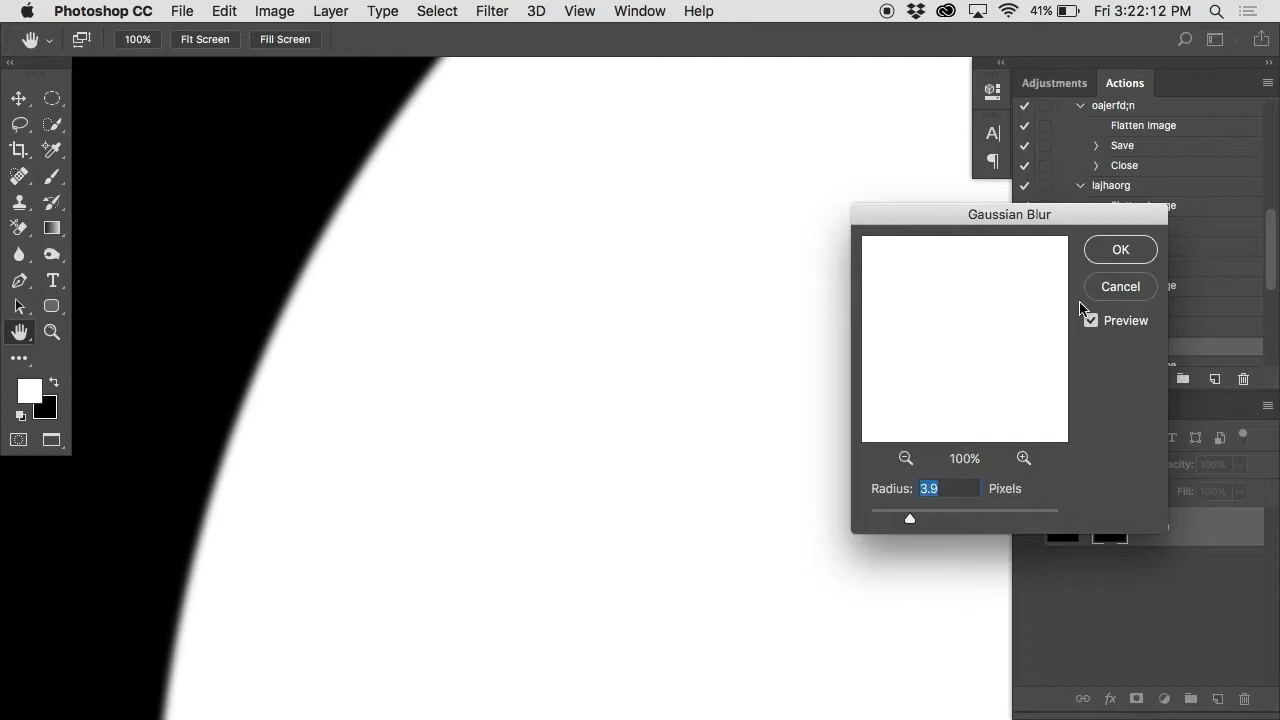 Photoshop CC File Edit Image Layer Type Select Filter 3D View Window Help 41% Fri 3:22:12 PM
100% Fit Screen Fill Screen
Adjustments Actions
oajerfd;n
Flatten Image
Save
Close
lajhaorg
Gaussian Blur
OK
Cancel
Preview
100%
Radius: 3.9 Pixels
100%
Fill: 100%